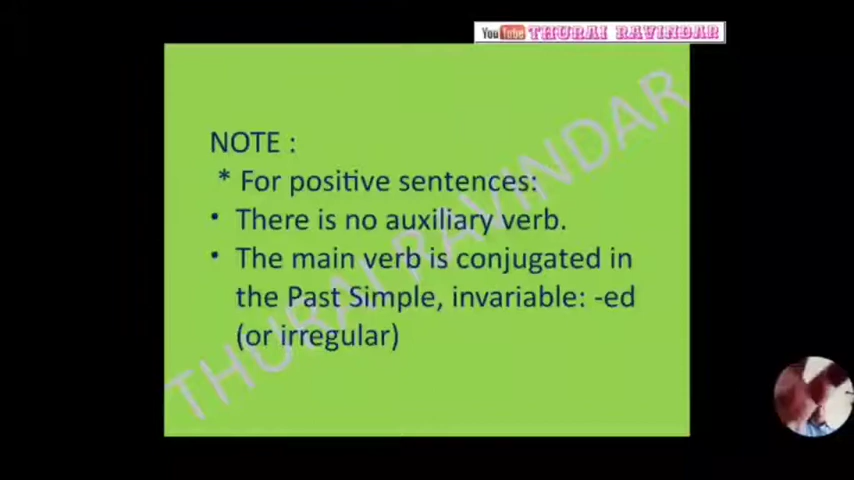 YouTube THURAI RAVINDAR
NOTE :
* For positive sentences:
• There is no auxiliary verb.
• The main verb is conjugated in
the Past Simple, invariable: -ed
(or irregular)
THURAI RAVINDAR